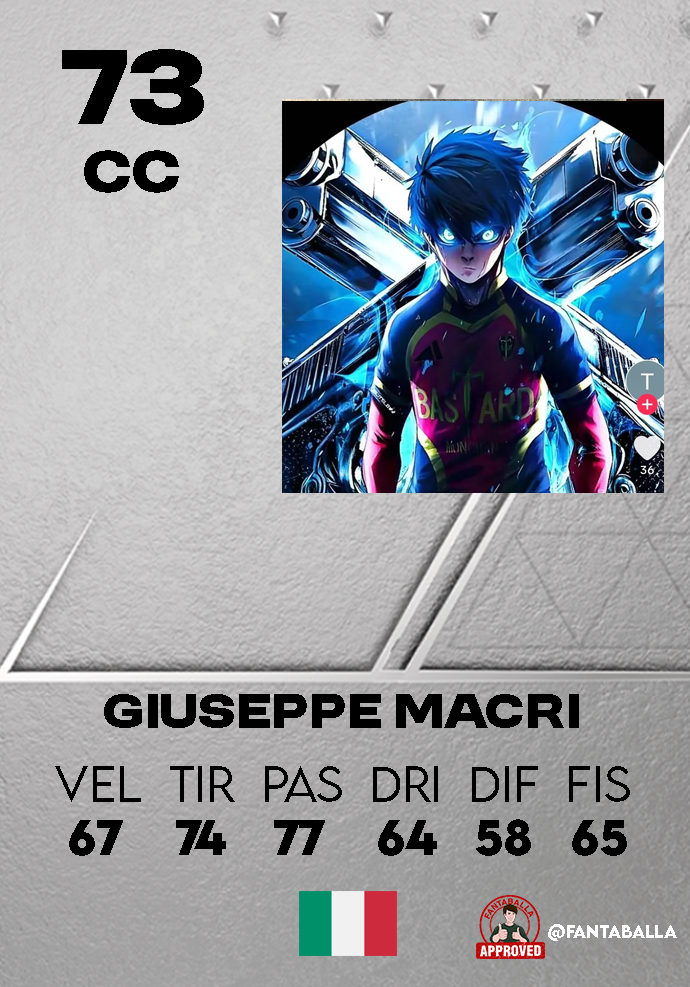 73
CC
T
BASTARD
36
GIUSEPPE MACRI
VEL TIR PAS DRI DIF FIS
67 74 77 64 58 65
FANTABALLA
APPROVED
@FANTABALLA